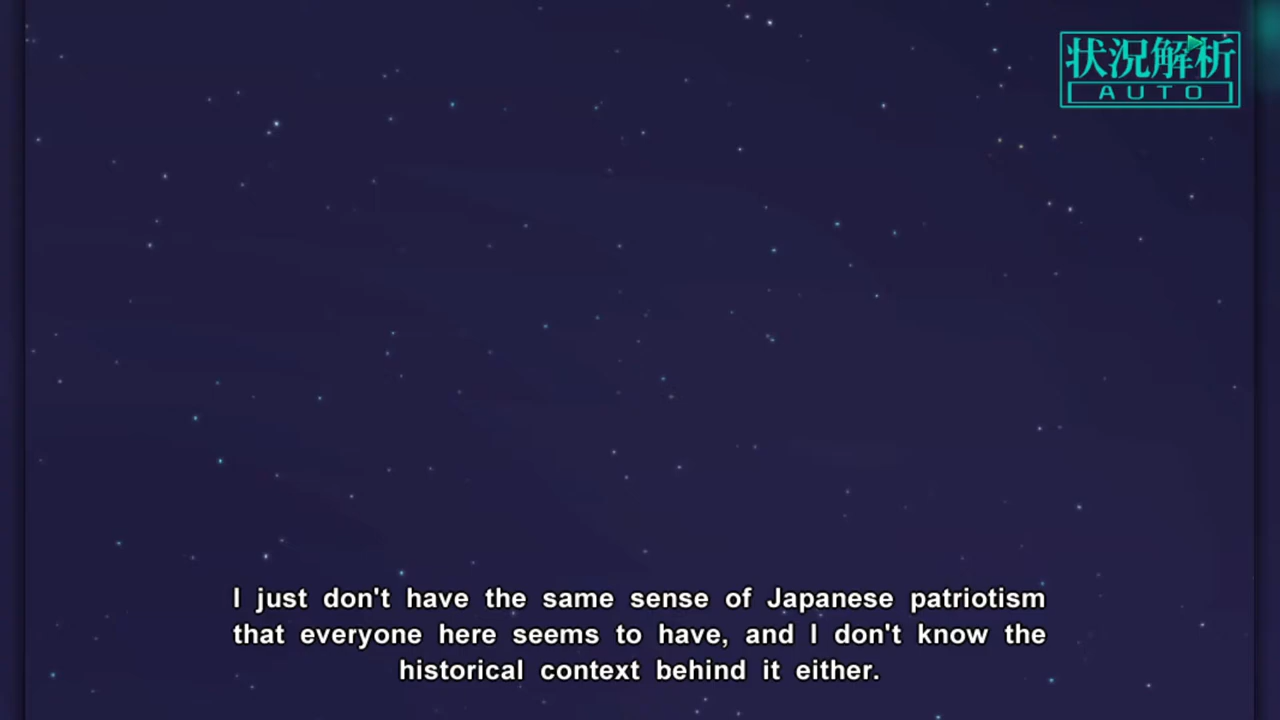 状況解析
AUTO
I just don't have the same sense of Japanese patriotism
that everyone here seems to have, and I don't know the
historical context behind it either.